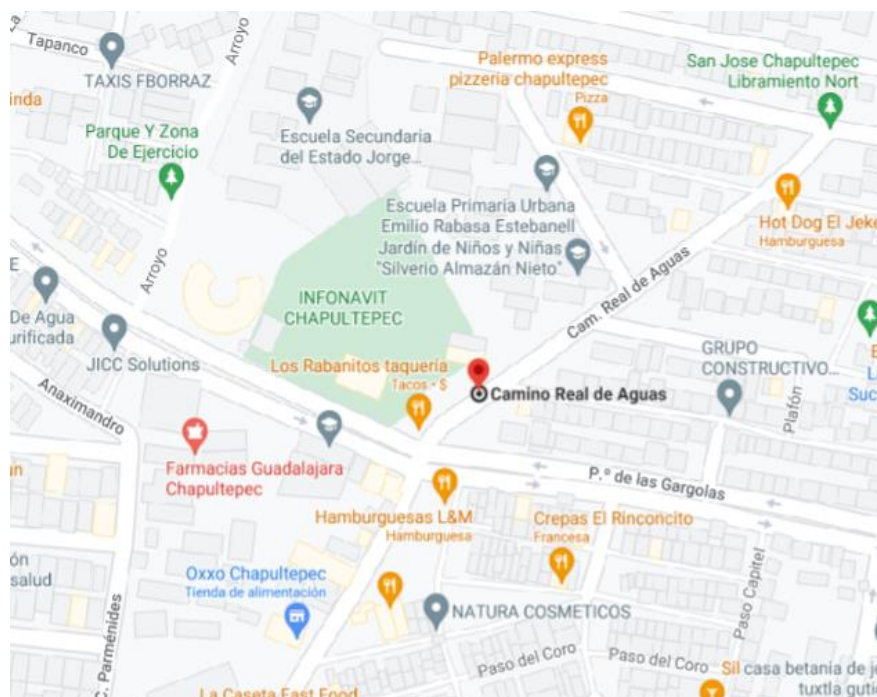 Tapanco
TAXIS FBORRAZ
Arroyo
Palermo express
pizzeria chapultepec
Pizza
San Jose Chapultepec
Libramiento Nort
inda
Parque Y Zona
De Ejercicio
Escuela Secundaria
del Estado Jorge...
Escuela Primaria Urbana
Emilio Rabasa Estebanell
Jardín de Niños y Niñas
"Silverio Almazán Nieto"
Hot Dog El Jeke
Hamburguesa
Cam. Real de Aguas
Arroyo
INFONAVIT
CHAPULTEPEC
E
De Agua
urificada
JICC Solutions
Los Rabanitos taquería
Tacos • $
Camino Real de Aguas
GRUPO
CONSTRUCTIVO...
Suc
Plafón
Anaximandro
Farmacias Guadalajara
Chapultepec
P.º de las Gargolas
Hamburguesas L&M
Hamburguesa
Crepas El Rinconcito
Francesa
ón
salud
Oxxo Chapultepec
Tienda de alimentación
NATURA COSMETICOS
Paso Capitel
C. Parménides
Paso del Coro
Paso del Coro
Sil casa betania de je
tuxtla gutí
La Caseta Fast Food